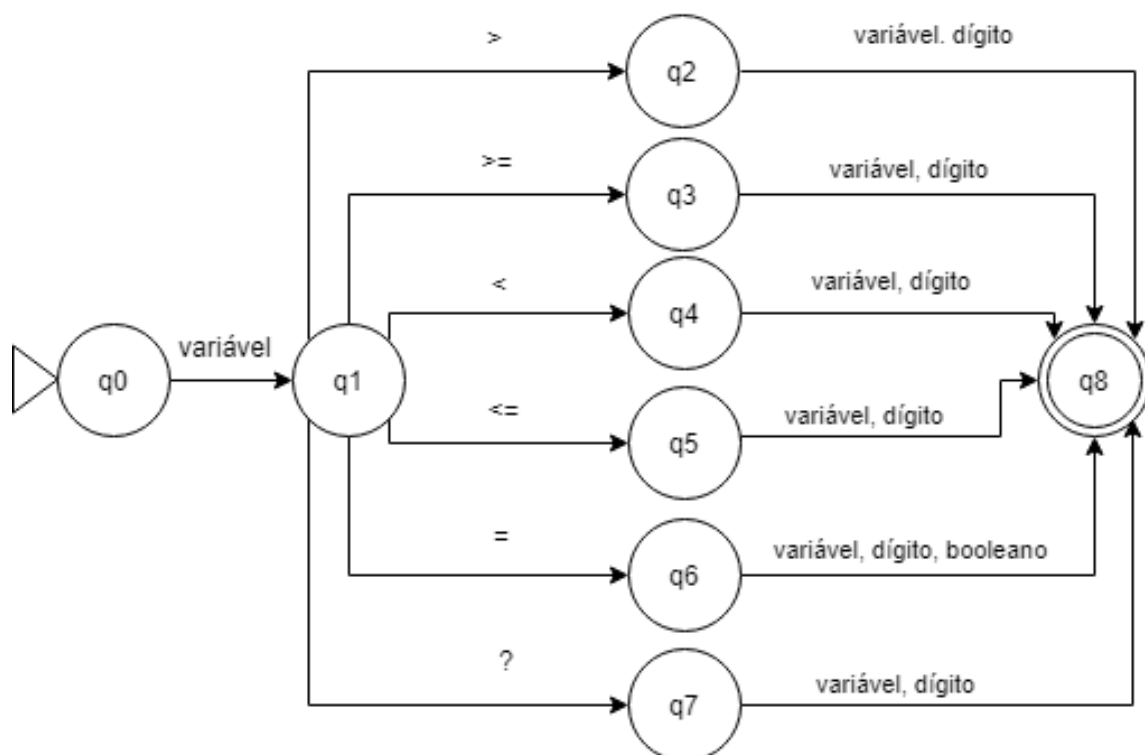 >
q2
variável. dígito
>=
q3
variável, dígito
<
q4
variável, dígito
q0
variável
q1
q8
<=
q5
variável, dígito
=
q6
variável, dígito, booleano
?
q7
variável, dígito